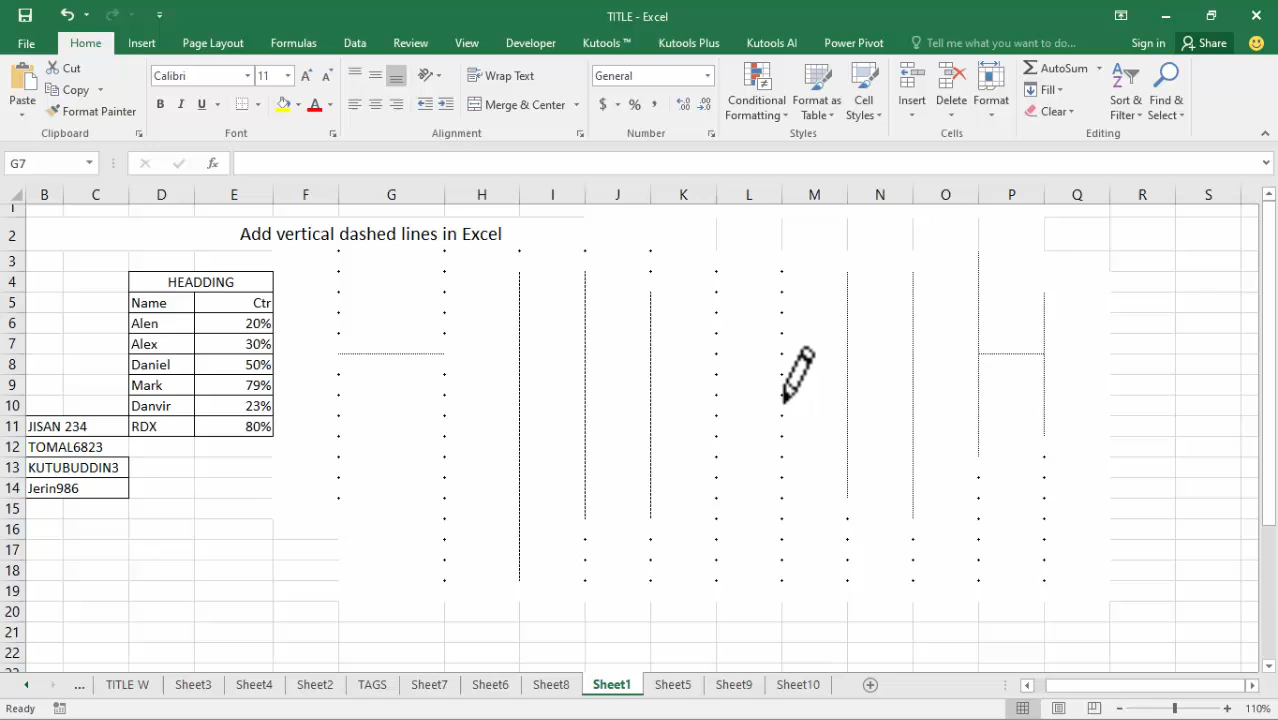 TITLE - Excel
File Home Insert Page Layout Formulas Data Review View Developer Kutools ™ Kutools Plus Kutools AI Power Pivot Tell me what you want to do... Sign in Share
Paste
Cut
Copy
Format Painter
Clipboard
Calibri 11
B I U
Font
Wrap Text
Merge & Center
Alignment
General
$ % ,
Number
Conditional Formatting
Format as Table
Cell Styles
Styles
Insert
Delete
Format
Cells
AutoSum
Fill
Clear
Sort & Filter
Find & Select
Editing
G7
fx
B C D E F G H I J K L M N O P Q R S
2 Add vertical dashed lines in Excel
3
4 HEADDING
5 Name Ctr
6 Alen 20%
7 Alex 30%
8 Daniel 50%
9 Mark 79%
10 Danvir 23%
11 JISAN 234 RDX 80%
12 TOMAL6823
13 KUTUBUDDIN3
14 Jerin986
15
16
17
18
19
20
21
22
... TITLE W Sheet3 Sheet4 Sheet2 TAGS Sheet7 Sheet6 Sheet8 Sheet1 Sheet5 Sheet9 Sheet10
Ready 110%